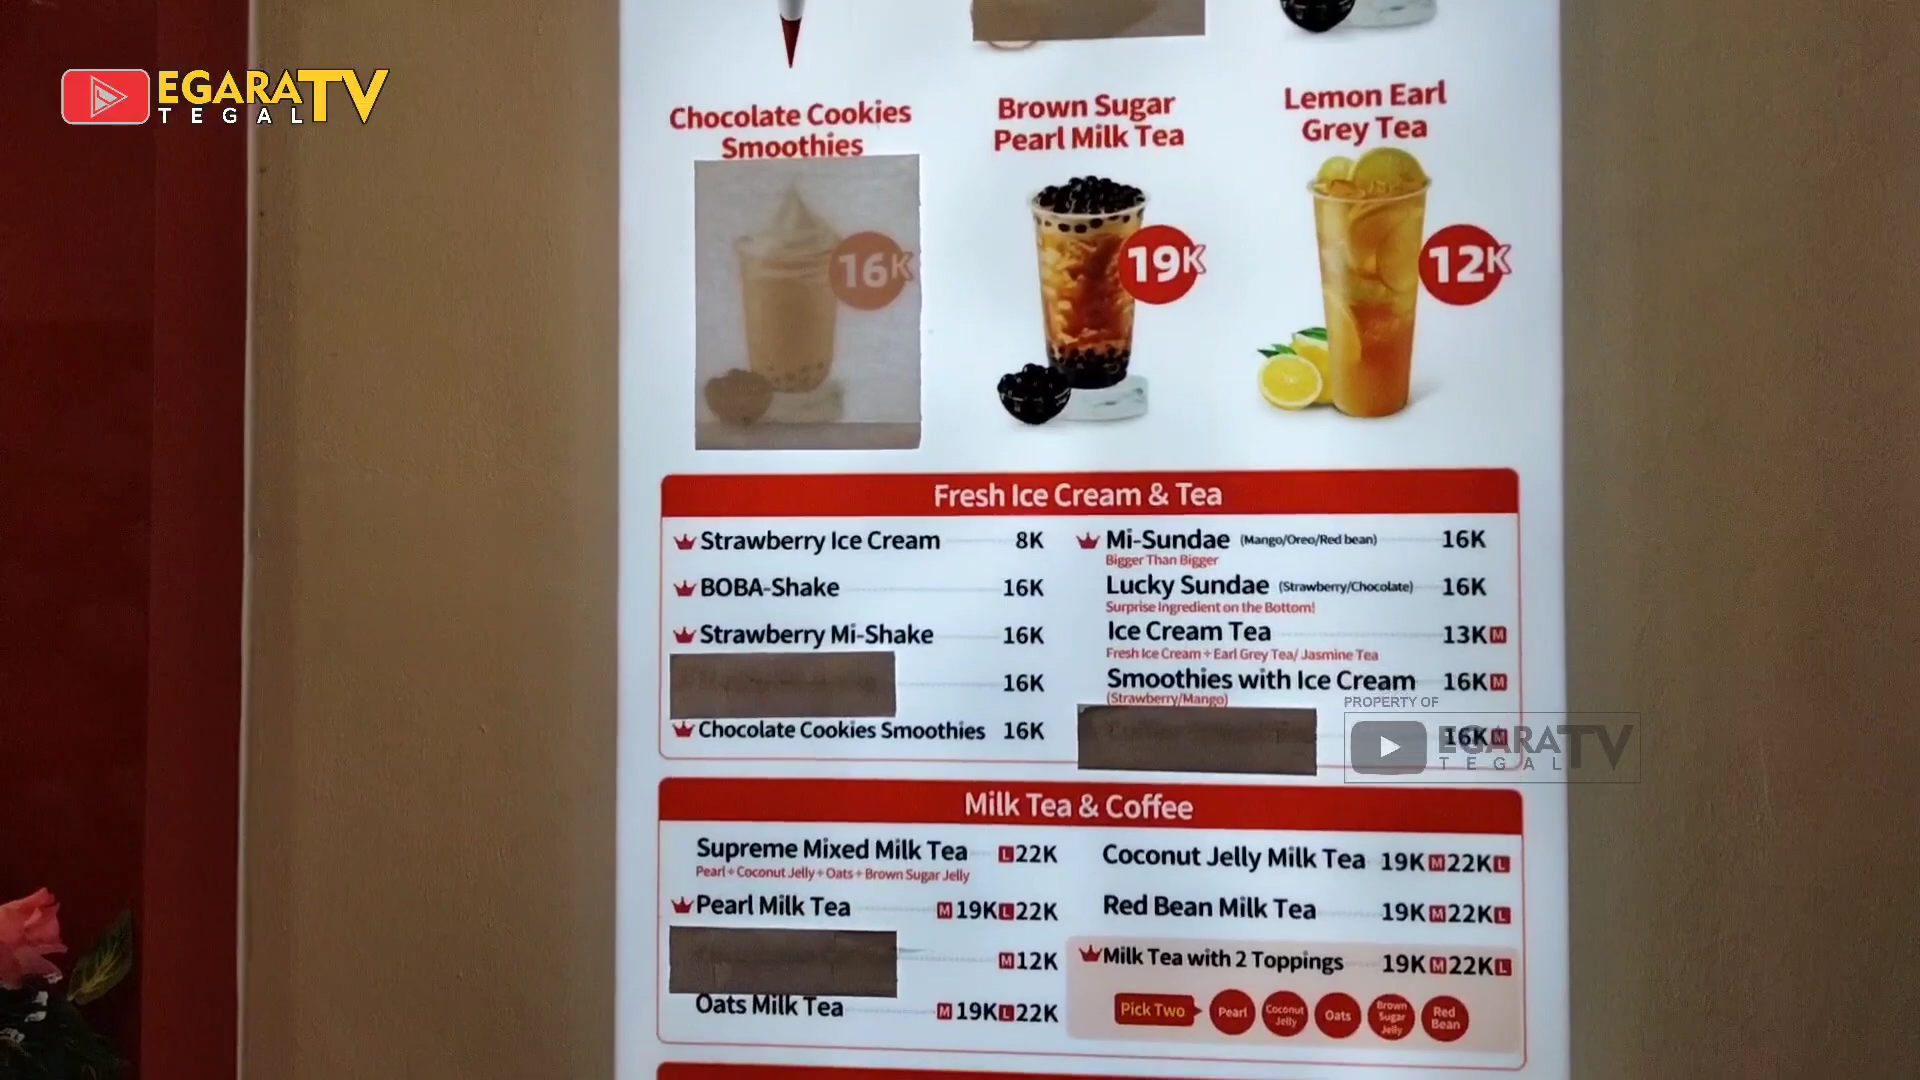 EGARA TV
TEGAL
Chocolate Cookies
Smoothies
16K
Brown Sugar
Pearl Milk Tea
19K
Lemon Earl
Grey Tea
12K
Fresh Ice Cream & Tea
Strawberry Ice Cream 8K
BOBA-Shake 16K
Strawberry Mi-Shake 16K
16K
Chocolate Cookies Smoothies 16K
Mi-Sundae (Mango/Oreo/Red bean) 16K
Bigger Than Bigger
Lucky Sundae (Strawberry/Chocolate) 16K
Surprise Ingredient on the Bottom!
Ice Cream Tea 13K M
Fresh Ice Cream + Earl Grey Tea/ Jasmine Tea
Smoothies with Ice Cream 16K M
(Strawberry/Mango)
16K M
PROPERTY OF
EGARA TV
TEGAL
Milk Tea & Coffee
Supreme Mixed Milk Tea L 22K
Pearl + Coconut Jelly + Oats + Brown Sugar Jelly
Pearl Milk Tea M 19K L 22K
M 12K
Oats Milk Tea M 19K L 22K
Coconut Jelly Milk Tea 19K M 22K L
Red Bean Milk Tea 19K M 22K L
Milk Tea with 2 Toppings 19K M 22K L
Pick Two
Pearl
Coconut
Jelly
Oats
Brown
Sugar
Jelly
Red
Bean